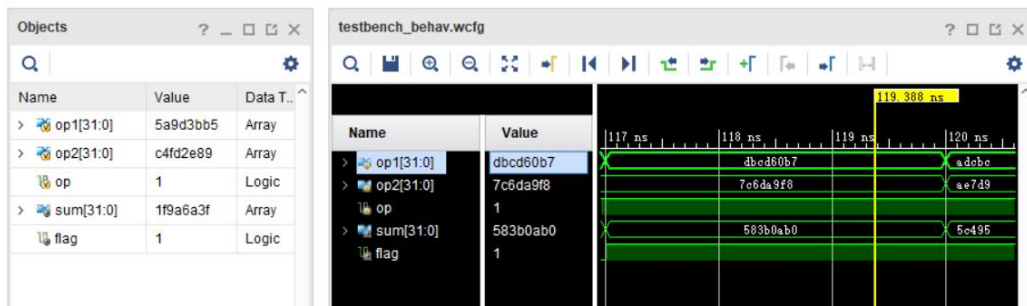 Objects
Name Value Data T..
op1[31:0] 5a9d3bb5 Array
op2[31:0] c4fd2e89 Array
op 1 Logic
sum[31:0] 1f9a6a3f Array
flag 1 Logic
testbench_behav.wcfg
119.388 ns
Name Value 117 ns 118 ns 119 ns 120 ns
op1[31:0] dbcd60b7 dbcd60b7 adcbc
op2[31:0] 7c6da9f8 7c6da9f8 ae7d9
op 1
sum[31:0] 583b0ab0 583b0ab0 5c495
flag 1